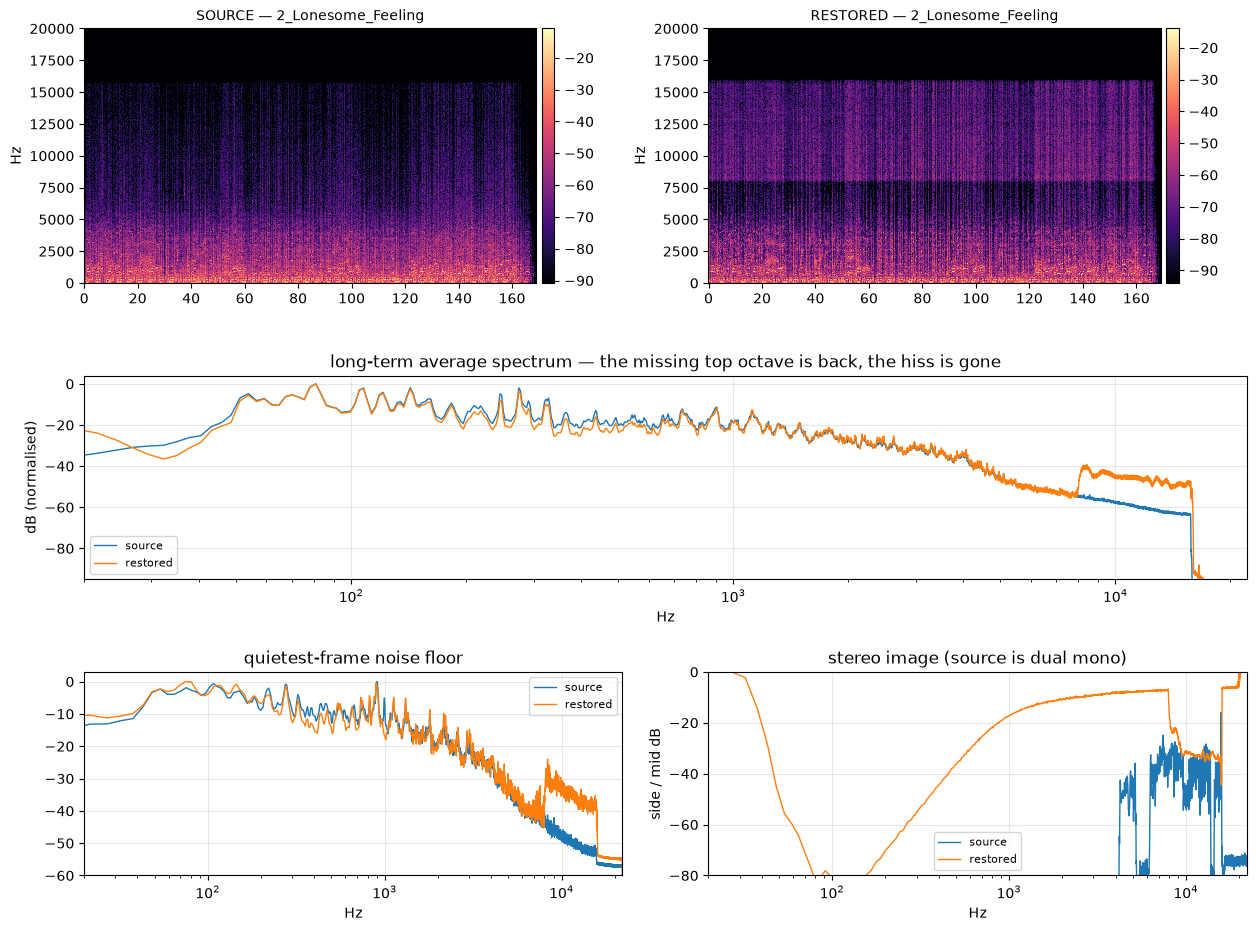 SOURCE — 2_Lonesome_Feeling
RESTORED — 2_Lonesome_Feeling
20000
17500
15000
12500
10000
7500
5000
2500
0
Hz
0 20 40 60 80 100 120 140 160
−20
−30
−40
−50
−60
−70
−80
−90
20000
17500
15000
12500
10000
7500
5000
2500
0
Hz
0 20 40 60 80 100 120 140 160
−20
−30
−40
−50
−60
−70
−80
−90
long-term average spectrum — the missing top octave is back, the hiss is gone
0
−20
−40
−60
−80
dB (normalised)
source
restored
10² 10³ 10⁴
Hz
quietest-frame noise floor
0
−10
−20
−30
−40
−50
−60
source
restored
10² 10³ 10⁴
Hz
stereo image (source is dual mono)
0
−20
−40
−60
−80
side / mid dB
source
restored
10² 10³ 10⁴
Hz